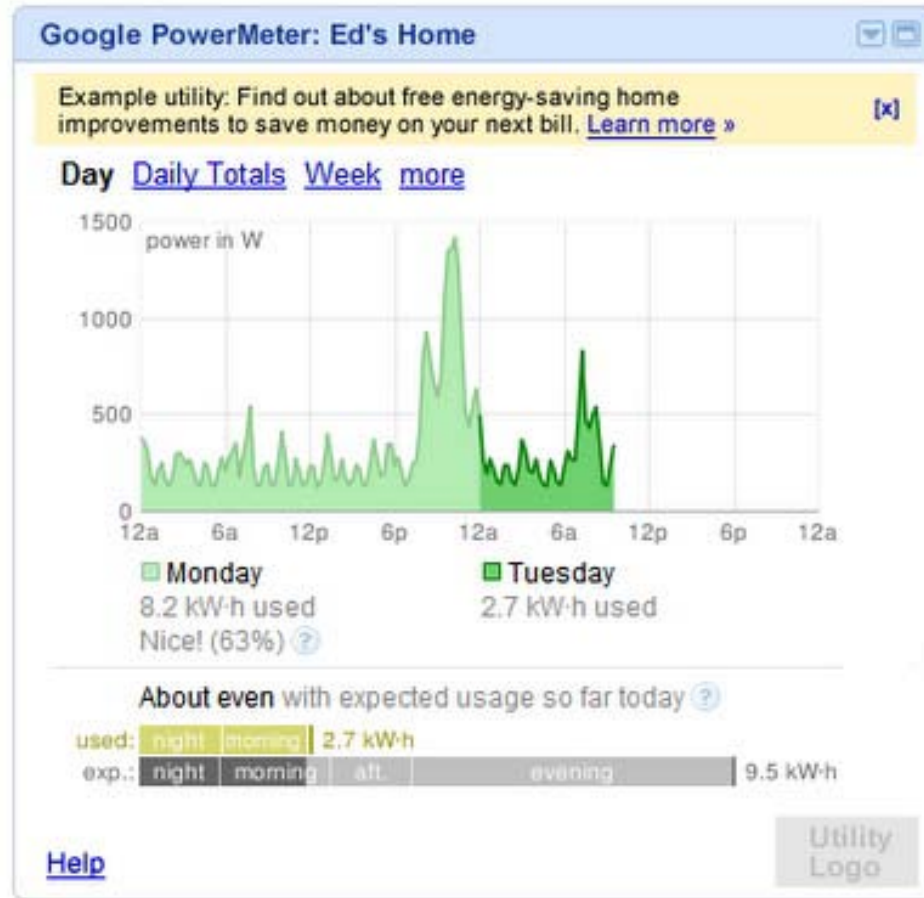 Google PowerMeter: Ed's Home
Example utility: Find out about free energy-saving home
improvements to save money on your next bill. Learn more »
[x]
Day Daily Totals Week more
1500
power in W
1000
500
0
12a 6a 12p 6p 12a 6a 12p 6p 12a
Monday Tuesday
8.2 kW·h used 2.7 kW·h used
Nice! (63%) ?
About even with expected usage so far today ?
used: night morning 2.7 kW·h
exp.: night morning aft. evening 9.5 kW·h
Utility
Logo
Help